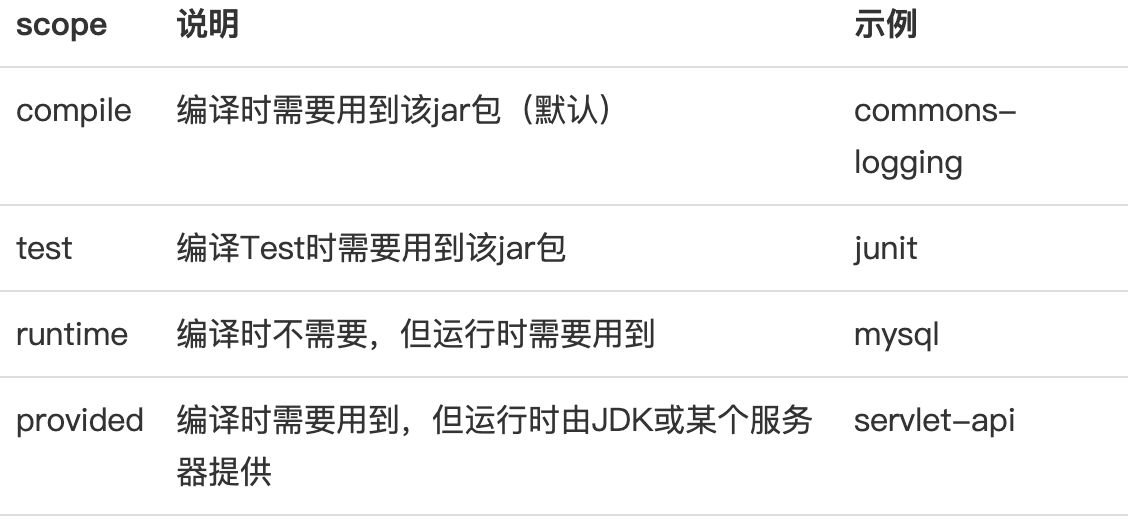 scope 说明 示例
compile 编译时需要用到该jar包（默认） commons-
logging
test 编译Test时需要用到该jar包 junit
runtime 编译时不需要，但运行时需要用到 mysql
provided 编译时需要用到，但运行时由JDK或某个服务 servlet-api
器提供